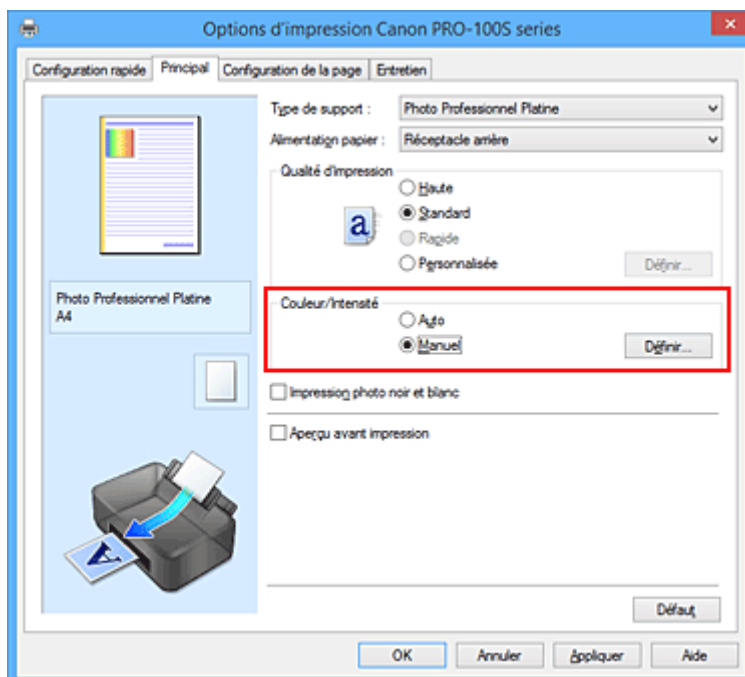 Options d'impression Canon PRO-100S series
Configuration rapide Principal Configuration de la page Entretien
Type de support : Photo Professionnel Platine
Alimentation papier : Réceptacle arrière
Qualité d'impression
Haute
a Standard
Rapide
Personnalisée Définir...
Photo Professionnel Platine
A4
Couleur/Intensité
Auto
Manuel Définir...
Impression photo noir et blanc
Aperçu avant impression
A
Défaut
OK Annuler Appliquer Aide